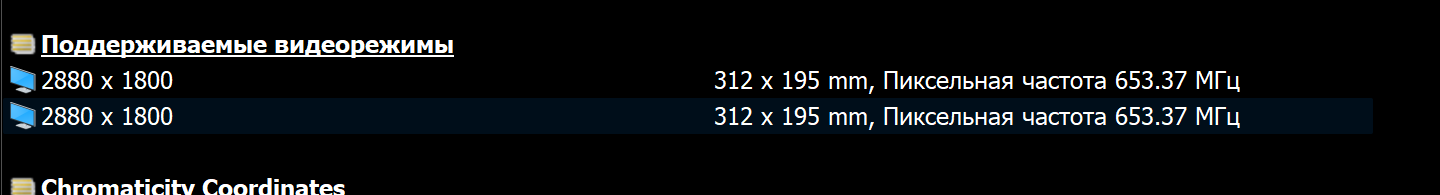 Поддерживаемые видеорежимы
2880 x 1800 312 x 195 mm, Пиксельная частота 653.37 МГц
2880 x 1800 312 x 195 mm, Пиксельная частота 653.37 МГц
Chromaticity Coordinates